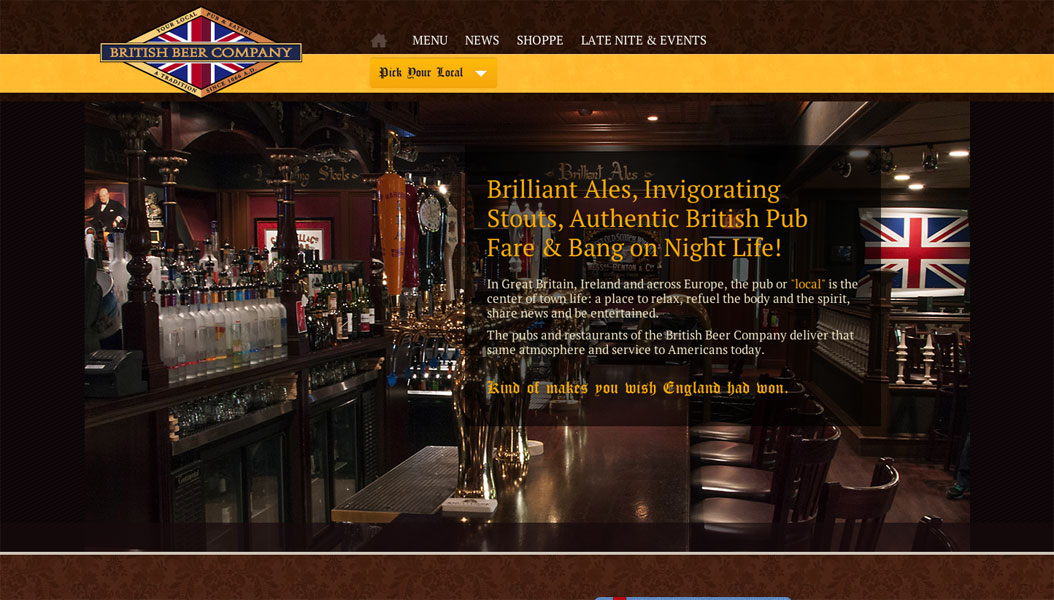 YOUR LOCAL PUB & EATERY
BRITISH BEER COMPANY
A TRADITION SINCE 1066 A.D.
MENU
NEWS
SHOPPE
LATE NITE & EVENTS
Pick Your Local
Brilliant Ales
Brilliant Ales, Invigorating
Stouts, Authentic British Pub
Fare & Bang on Night Life!
In Great Britain, Ireland and across Europe, the pub or "local" is the
center of town life: a place to relax, refuel the body and the spirit,
share news and be entertained.
The pubs and restaurants of the British Beer Company deliver that
same atmosphere and service to Americans today.
Kind of makes you wish England had won.